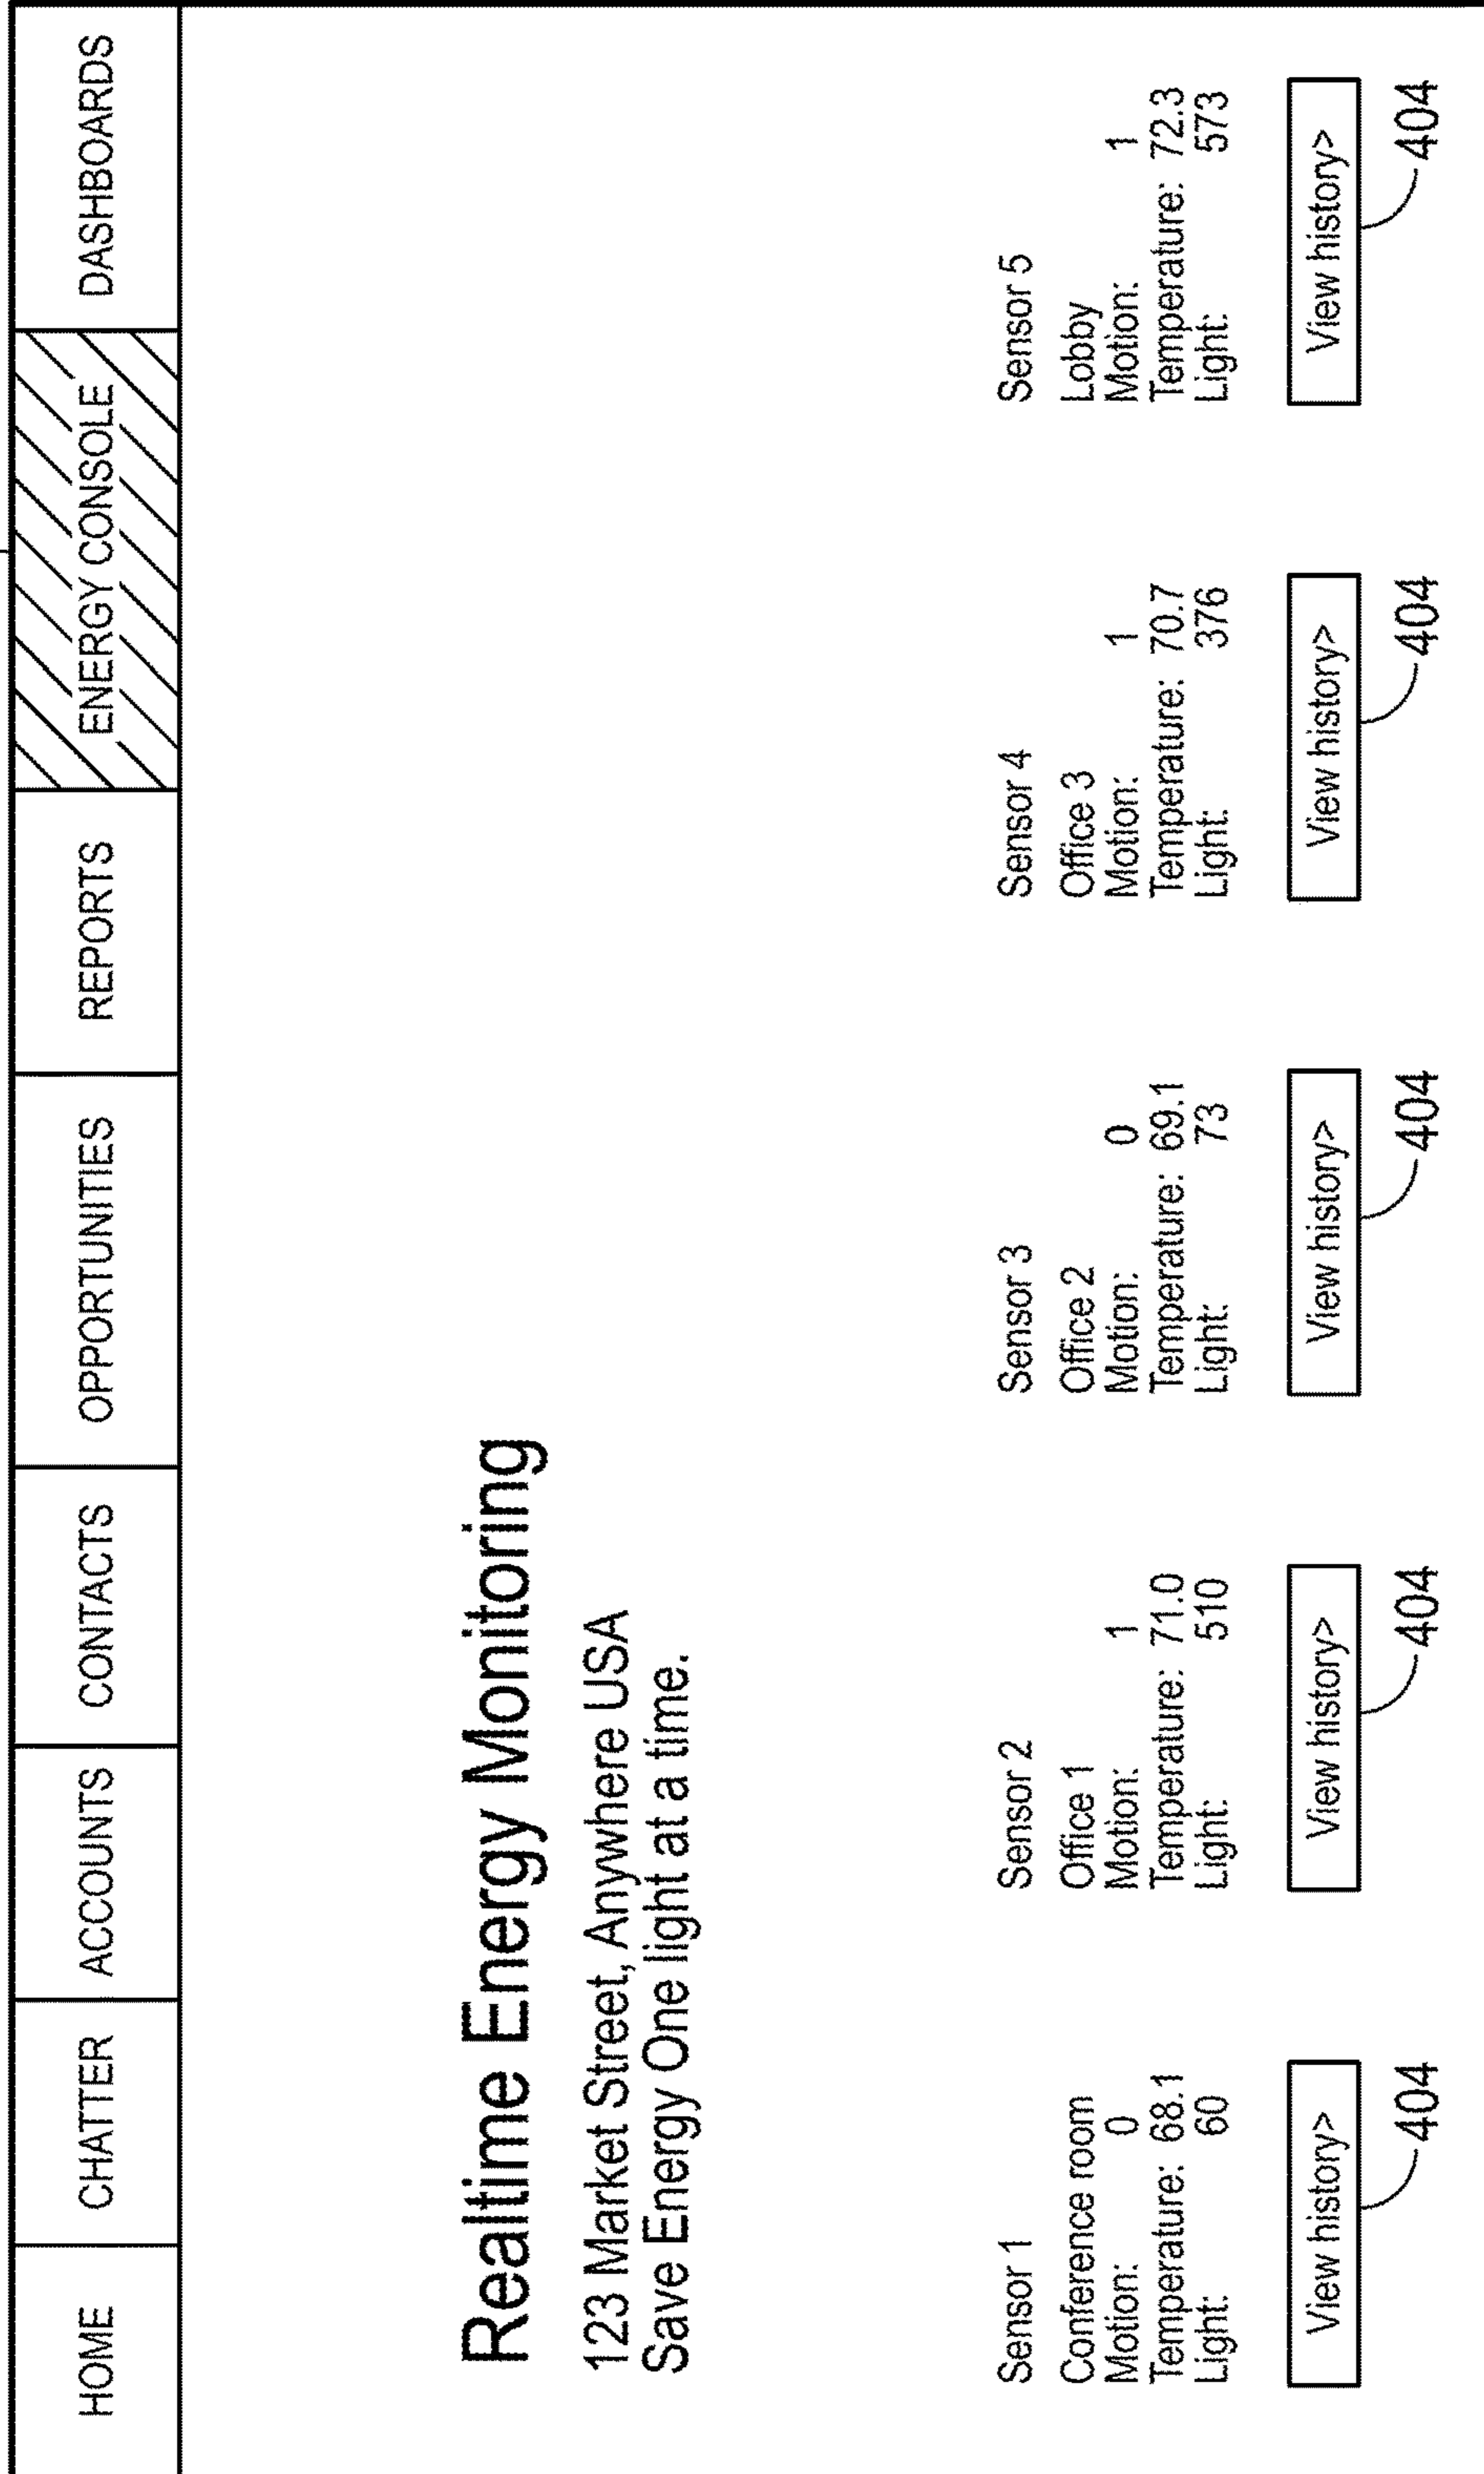 HOME CHATTER ACCOUNTS CONTACTS OPPORTUNITIES REPORTS ENERGY CONSOLE DASHBOARDS
Realtime Energy Monitoring
123 Market Street, Anywhere USA
Save Energy One light at a time.
Sensor 1
Conference room
Motion: 0
Temperature: 68.1
Light: 60
View history>
404
Sensor 2
Office 1
Motion: 1
Temperature: 71.0
Light: 510
View history>
404
Sensor 3
Office 2
Motion: 0
Temperature: 69.1
Light: 73
View history>
404
Sensor 4
Office 3
Motion: 1
Temperature: 70.7
Light: 376
View history>
404
Sensor 5
Lobby
Motion: 1
Temperature: 72.3
Light: 573
View history>
404